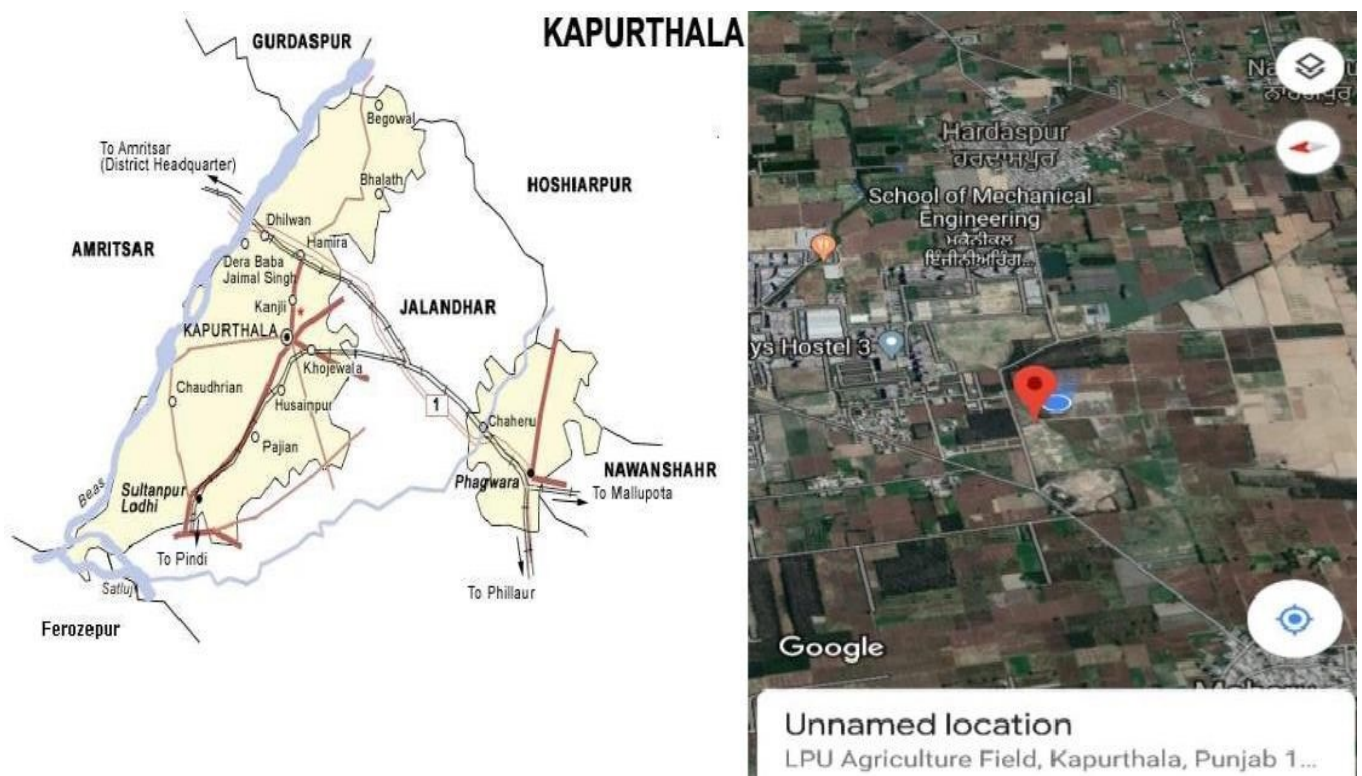 KAPURTHALA
GURDASPUR
Begowal
To Amritsar
(District Headquarter)
HOSHIARPUR
Bhalath
Dhilwan
AMRITSAR
Hamira
Dera Baba
Jaimal Singh
JALANDHAR
Kanjli
KAPURTHALA
Khojewala
Chaudhrian
Husainpur
1
Chaheru
Pajian
NAWANSHAHR
Beas
Sultanpur
Lodhi
Phagwara
To Mallupota
To Pindi
Satluj
To Phillaur
Ferozepur
Hardaspur
ਹਰਦਾਸਪੁਰ
School of Mechanical
Engineering
ਮਕੈਨੀਕਲ
ਇੰਜੀਨੀਅਰਿੰਗ...
ys Hostel 3
Google
Unnamed location
LPU Agriculture Field, Kapurthala, Punjab 1...